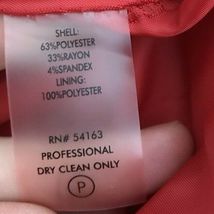 SHELL:
63%POLYESTER
33%RAYON
4%SPANDEX
LINING:
100%POLYESTER
RN# 54163
PROFESSIONAL
DRY CLEAN ONLY
P